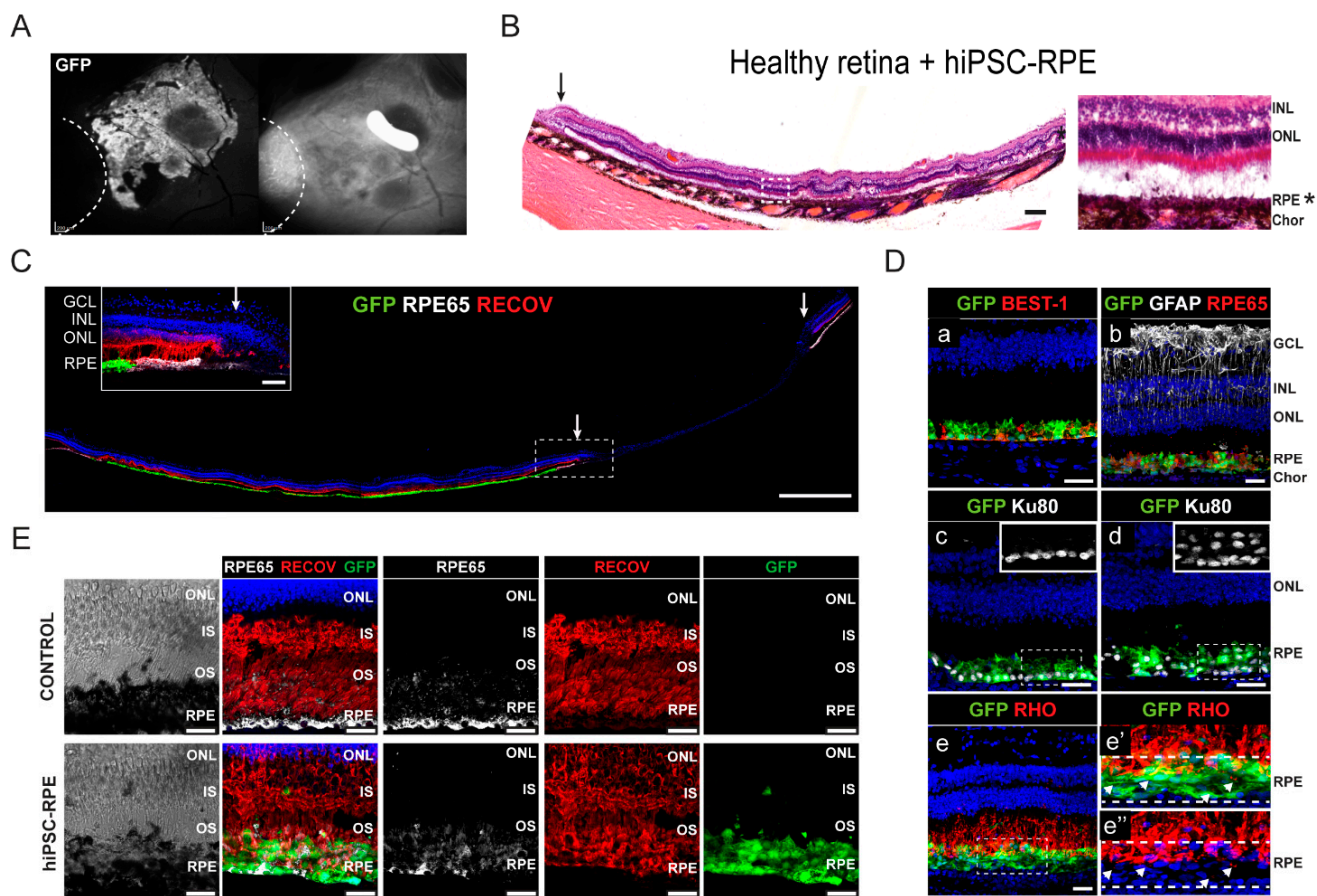 A
GFP
B
Healthy retina + hiPSC-RPE
INL
ONL
RPE *
Chor
C
GFP RPE65 RECOV
GCL
INL
ONL
RPE
D
GFP BEST-1
GFP GFAP RPE65
a
b
GCL
INL
ONL
RPE
Chor
GFP Ku80
GFP Ku80
c
d
ONL
RPE
GFP RHO
GFP RHO
e
e'
RPE
e''
RPE
E
RPE65 RECOV GFP
RPE65
RECOV
GFP
CONTROL
ONL
IS
OS
RPE
ONL
IS
OS
RPE
ONL
IS
OS
RPE
ONL
IS
OS
RPE
ONL
IS
OS
RPE
hiPSC-RPE
ONL
IS
OS
RPE
ONL
IS
OS
RPE
ONL
IS
OS
RPE
ONL
IS
OS
RPE
ONL
IS
OS
RPE